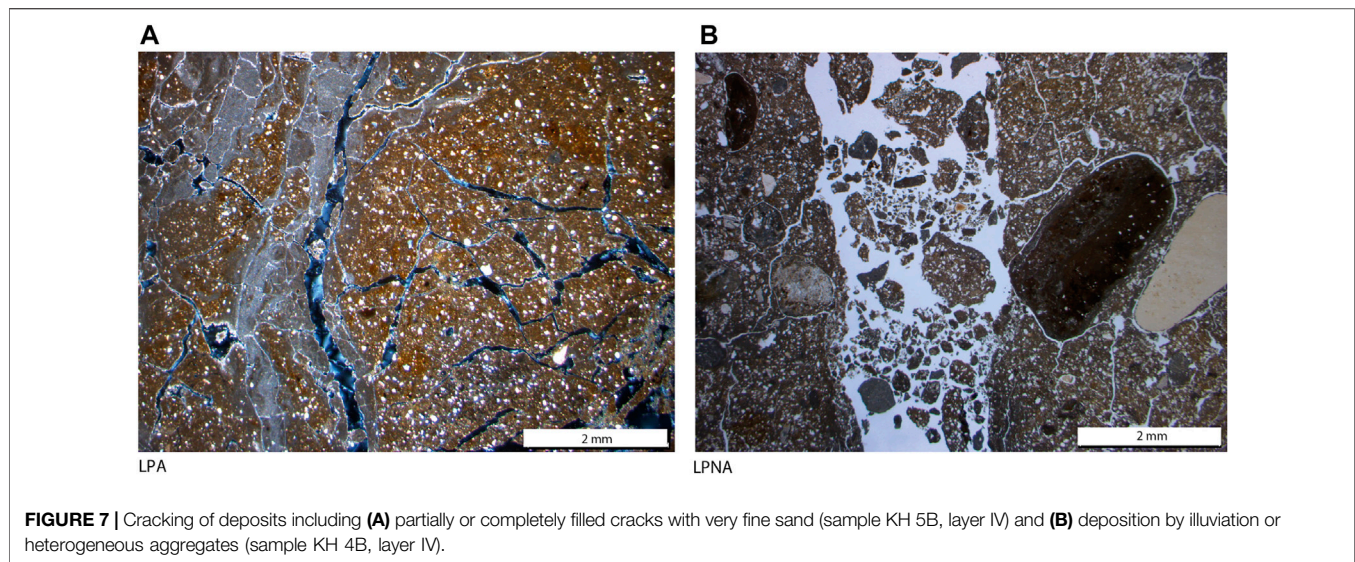 A
B
2 mm
2 mm
LPA
LPNA
FIGURE 7 | Cracking of deposits including (A) partially or completely filled cracks with very fine sand (sample KH 5B, layer IV) and (B) deposition by illuviation or
heterogeneous aggregates (sample KH 4B, layer IV).